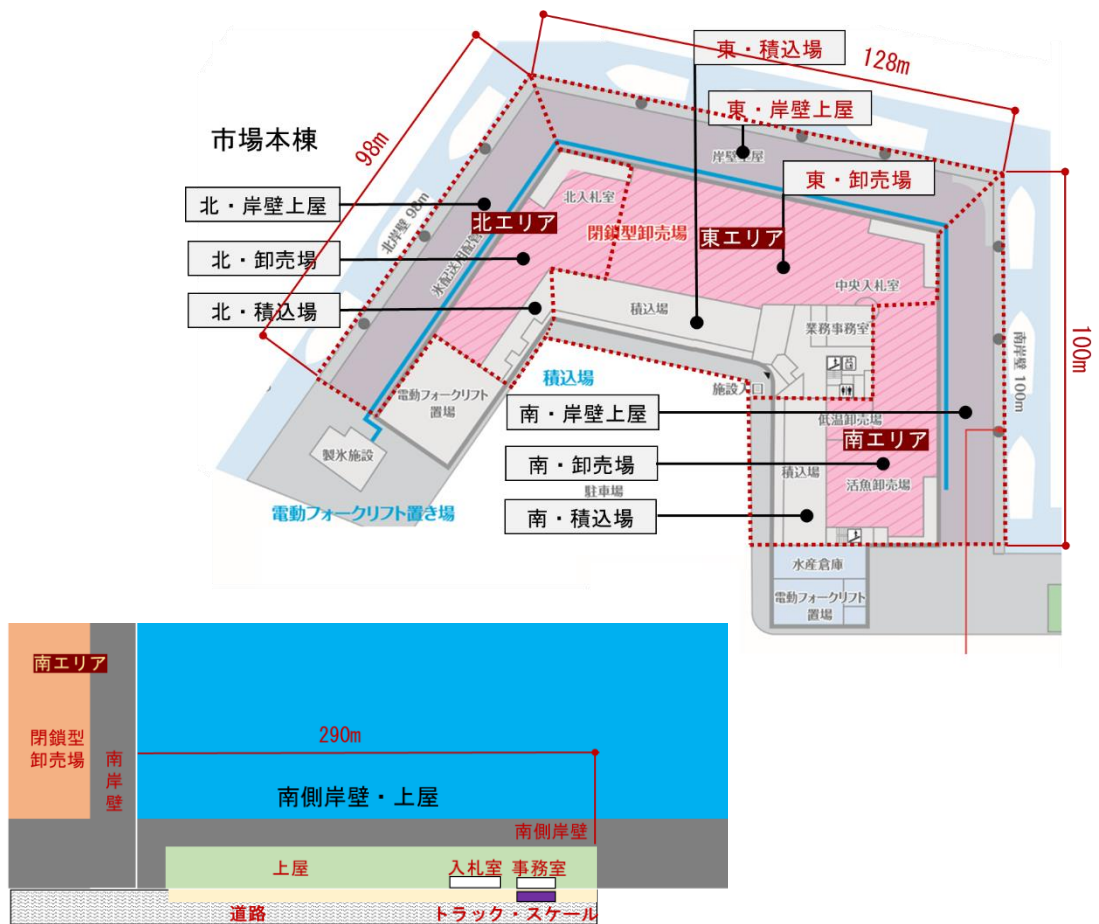 東・積込場
128m
東・岸壁上屋
岸壁上屋
市場本棟
98m
東・卸売場
北・岸壁上屋
北岸壁 98m
北入札室
北エリア
東エリア
閉鎖型卸売場
北・卸売場
氷配送用配管
中央入札室
北・積込場
積込場
業務事務室
南岸壁 100m
100m
積込場
施設入口
電動フォークリフト
置場
南・岸壁上屋
低温卸売場
南エリア
製氷施設
南・卸売場
積込場
活魚卸売場
駐車場
電動フォークリフト置き場
南・積込場
水産倉庫
電動フォークリフト
置場
南エリア
閉鎖型
卸売場
南岸壁
290m
南側岸壁・上屋
南側岸壁
上屋
入札室
事務室
道路
トラック・スケール